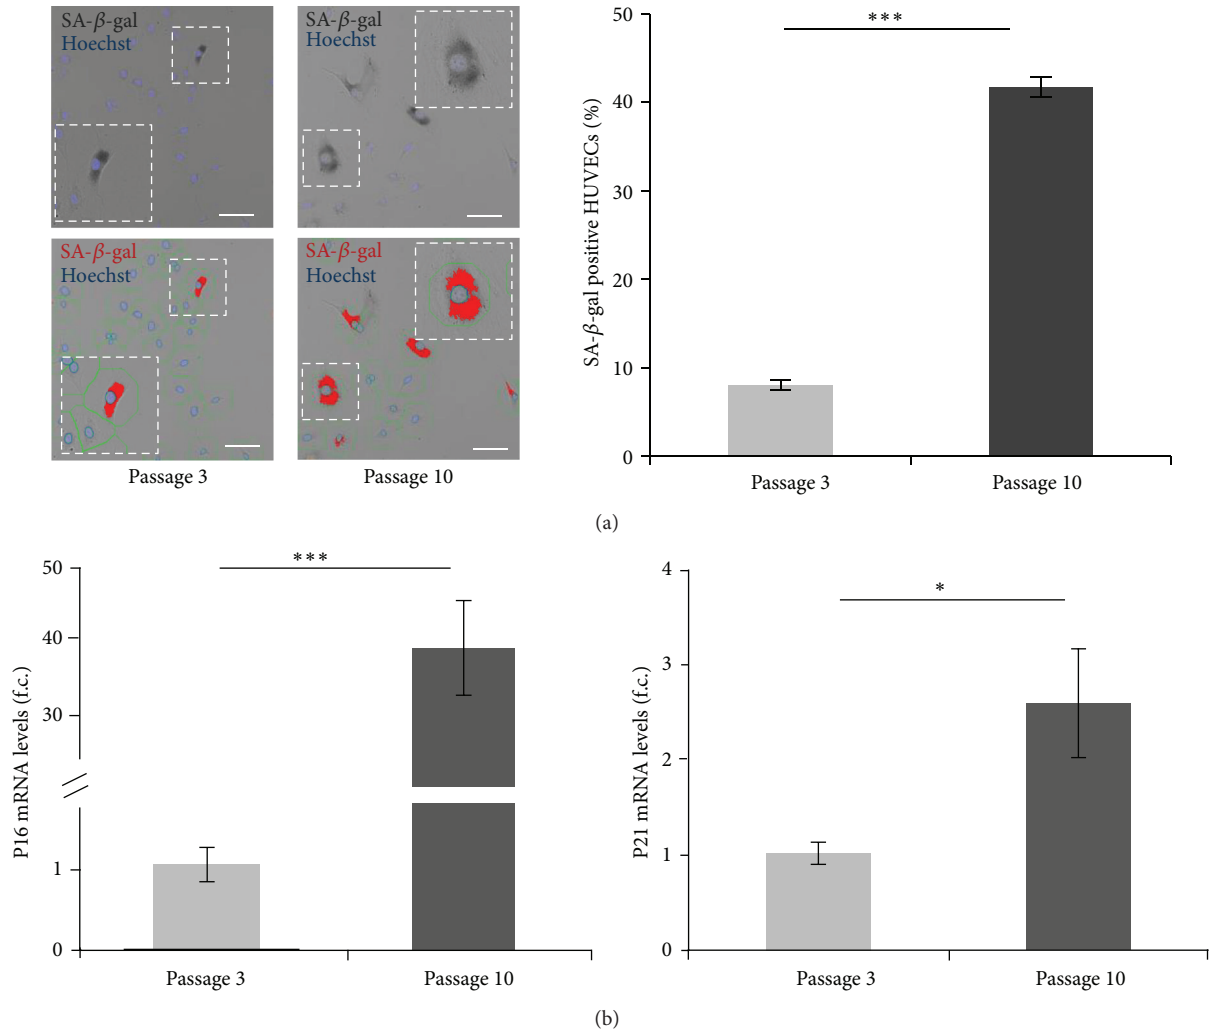 SA-β-gal
Hoechst
SA-β-gal
Hoechst
SA-β-gal
Hoechst
SA-β-gal
Hoechst
Passage 3
Passage 10
SA-β-gal positive HUVECs (%)
50
40
30
20
10
0
***
Passage 3
Passage 10
(a)
P16 mRNA levels (f.c.)
50
40
30
1
0
***
Passage 3
Passage 10
P21 mRNA levels (f.c.)
4
3
2
1
0
*
Passage 3
Passage 10
(b)